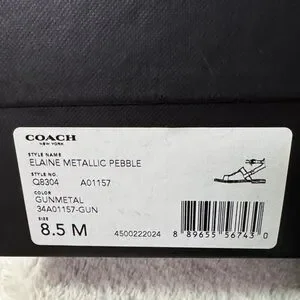 COACH
NEW YORK
STYLE NAME
ELAINE METALLIC PEBBLE
STYLE NO.
Q8304 A01157
COLOR
GUNMETAL
34A01157-GUN
SIZE
8.5 M
4500222024
8 89655 56743 0